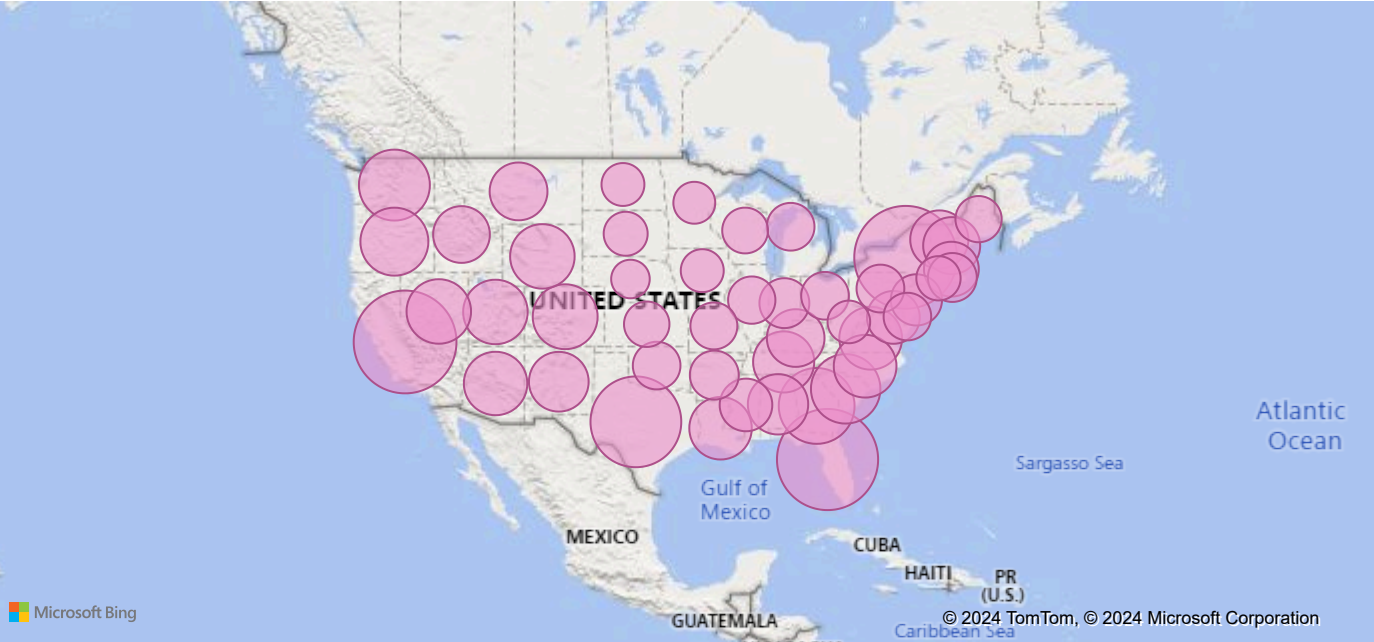 UNITED STATES
Atlantic
Ocean
Sargasso Sea
Gulf of
Mexico
MEXICO
CUBA
HAITI
PR
(U.S.)
GUATEMALA
Caribbean Sea
Microsoft Bing
© 2024 TomTom, © 2024 Microsoft Corporation